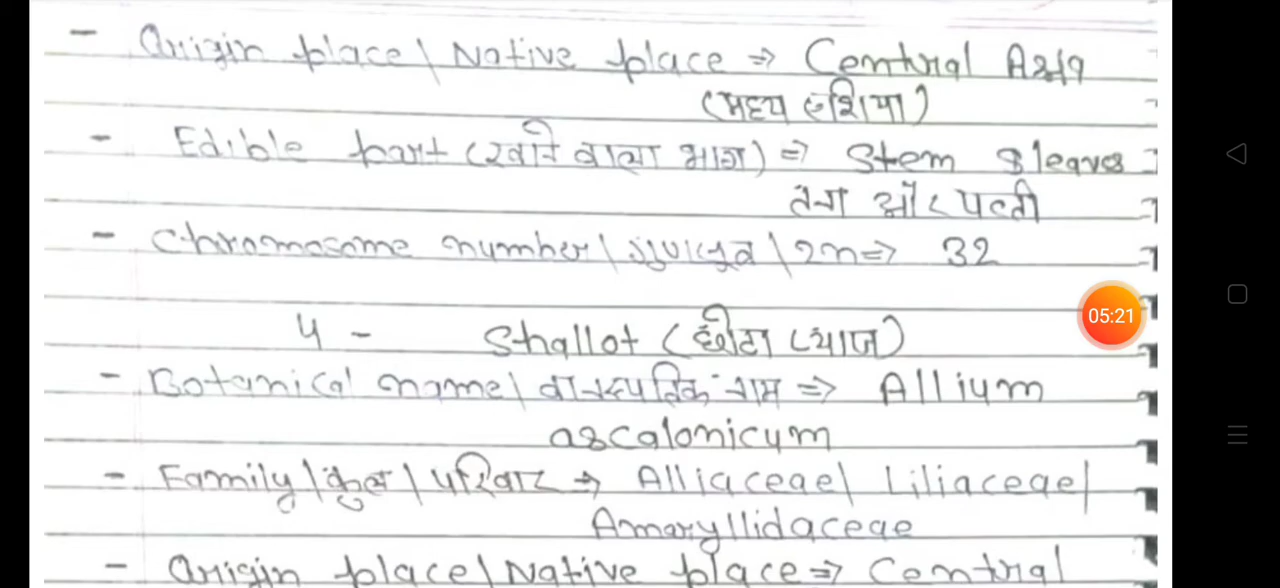 - Origin place/Native place ⇒ Central Asia
(मध्य एशिया)
- Edible part (खाने वाला भाग) ⇒ Stem & leaves
तना और पत्ती
- Chromosome number/गुणसूत्र/2n ⇒ 32
05:21
4 - Shallot (छोटा प्याज)
- Botanical name/वानस्पतिक नाम ⇒ Allium
ascalonicum
- Family/कुल/परिवार ⇒ Alliaceae/ Liliaceae/
Amaryllidaceae
- Origin place/Native place ⇒ Central